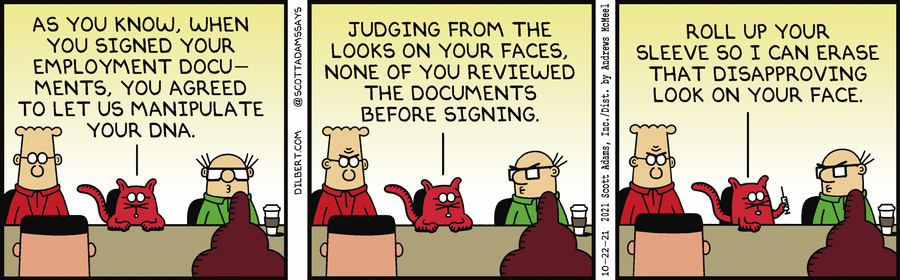 AS YOU KNOW, WHEN
YOU SIGNED YOUR
EMPLOYMENT DOCU—
MENTS, YOU AGREED
TO LET US MANIPULATE
YOUR DNA.
DILBERT.COM @SCOTTADAMSSAYS
JUDGING FROM THE
LOOKS ON YOUR FACES,
NONE OF YOU REVIEWED
THE DOCUMENTS
BEFORE SIGNING.
10-22-21 2021 Scott Adams, Inc./Dist. by Andrews McMeel
ROLL UP YOUR
SLEEVE SO I CAN ERASE
THAT DISAPPROVING
LOOK ON YOUR FACE.